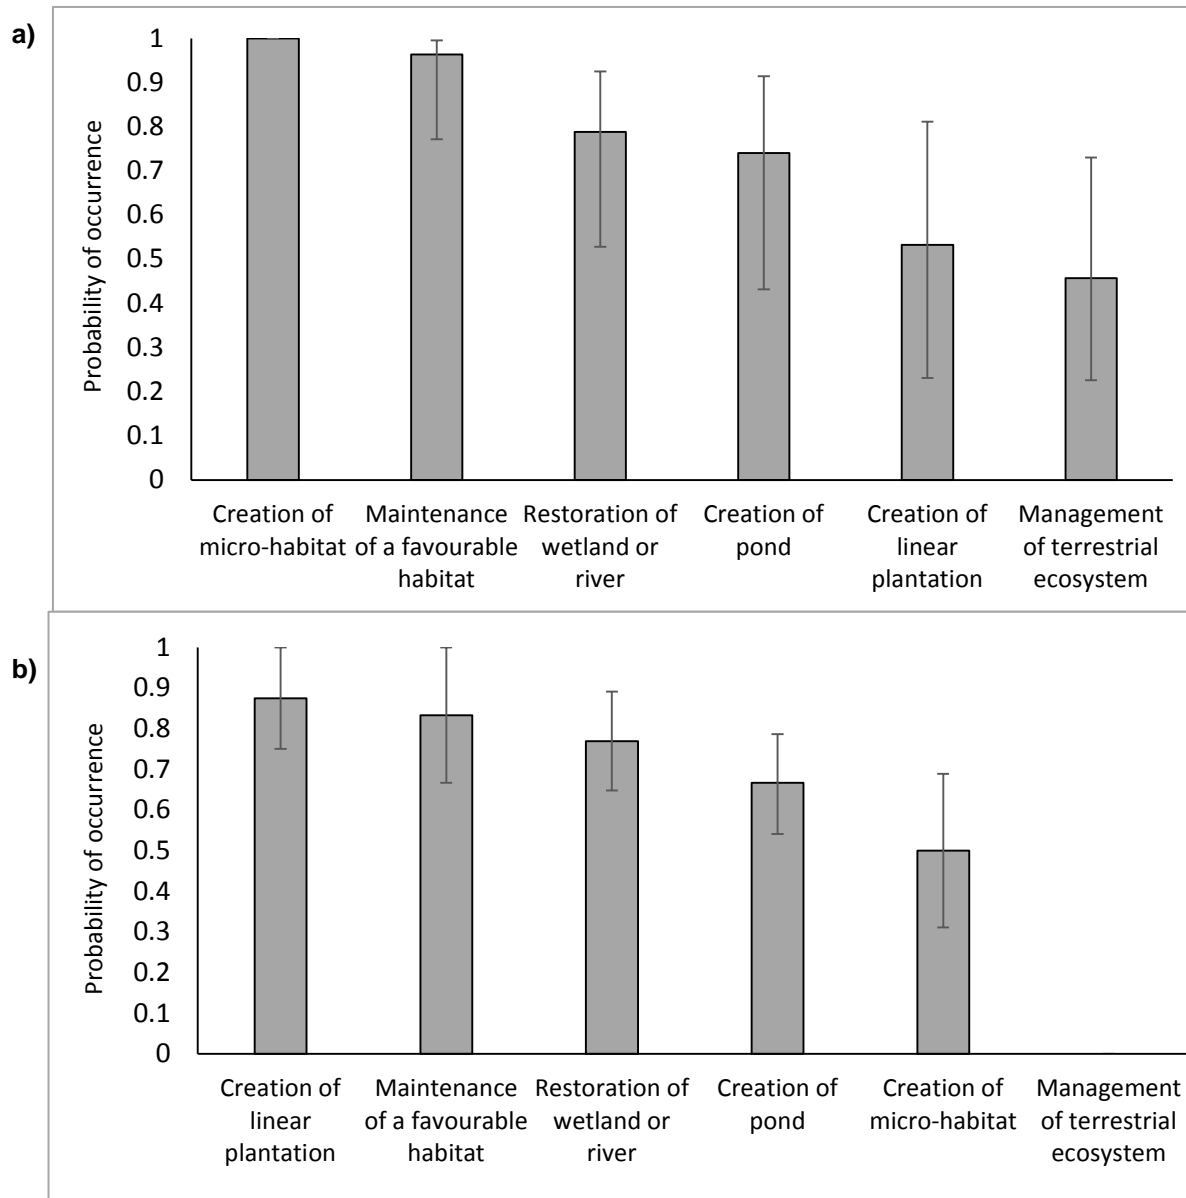 a)
Probability of occurrence
1
0.9
0.8
0.7
0.6
0.5
0.4
0.3
0.2
0.1
0
Creation of
micro-habitat
Maintenance
of a favourable
habitat
Restoration of
wetland or
river
Creation of
pond
Creation of
linear
plantation
Management
of terrestrial
ecosystem
b)
Probability of occurrence
1
0.9
0.8
0.7
0.6
0.5
0.4
0.3
0.2
0.1
0
Creation of
linear
plantation
Maintenance
of a favourable
habitat
Restoration of
wetland or
river
Creation of
pond
Creation of
micro-habitat
Management
of terrestrial
ecosystem